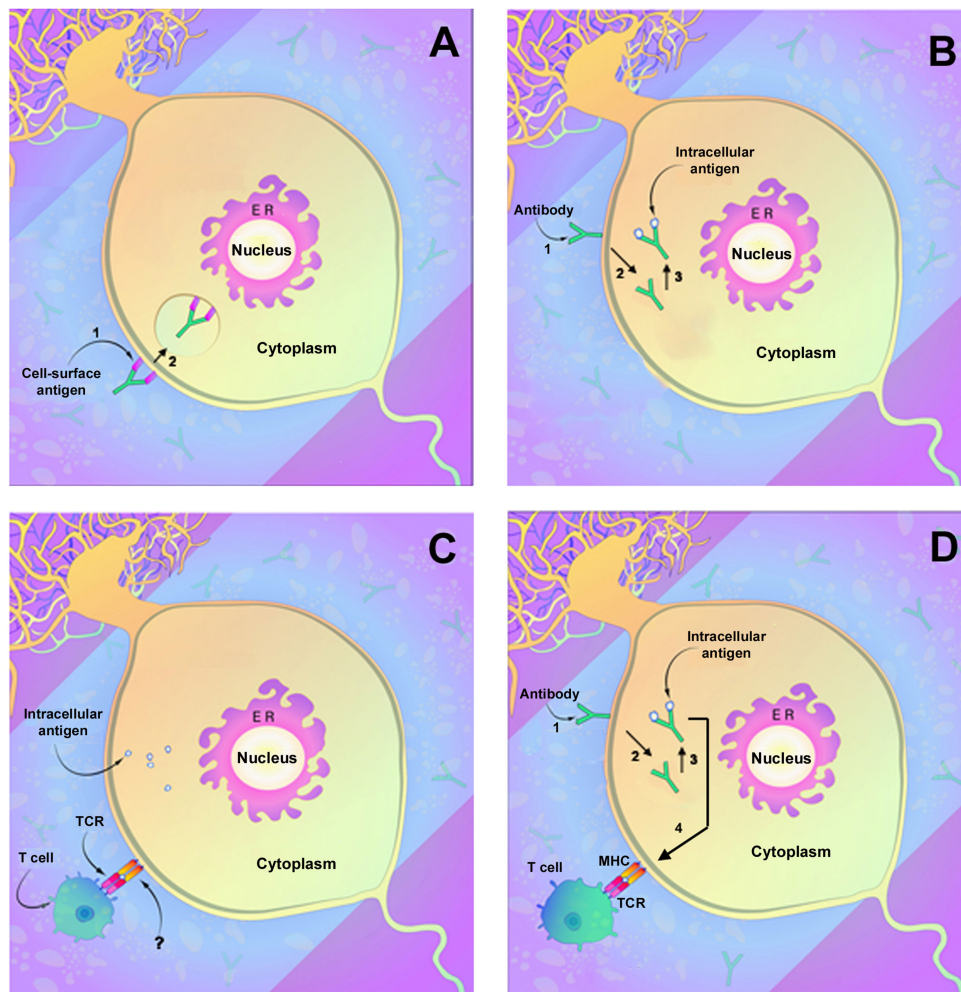 A
ER
Nucleus
Cytoplasm
1
2
Cell-surface
antigen
B
Intracellular
antigen
Antibody
1
ER
Nucleus
2
3
Cytoplasm
C
ER
Intracellular
antigen
Nucleus
TCR
T cell
Cytoplasm
?
D
Intracellular
antigen
Antibody
1
ER
2
3
Nucleus
4
Cytoplasm
T cell
MHC
TCR